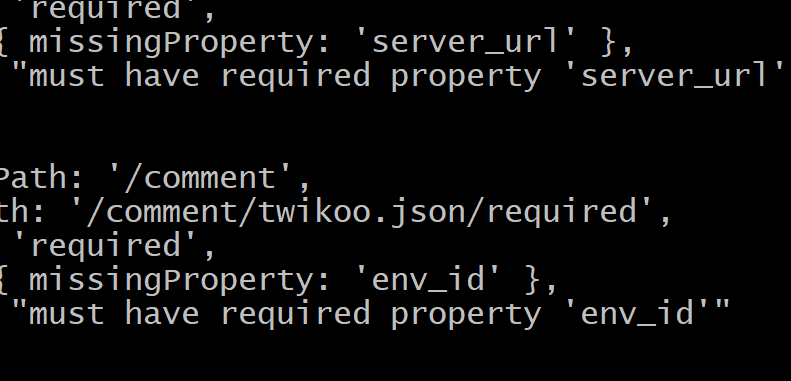 'required',
{ missingProperty: 'server_url' },
"must have required property 'server_url'
Path: '/comment',
th: '/comment/twikoo.json/required',
'required',
{ missingProperty: 'env_id' },
"must have required property 'env_id'"